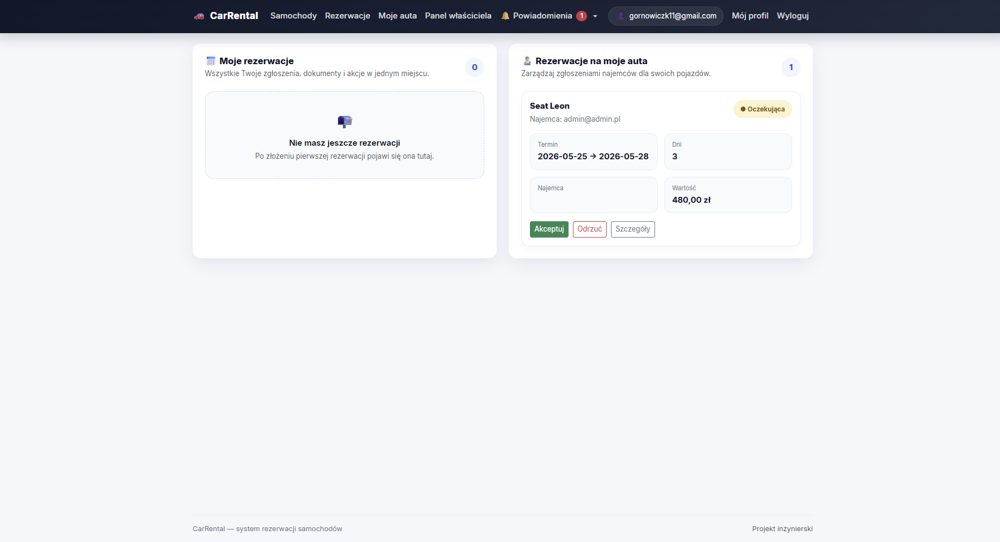 CarRental Samochody Rezerwacje Moje auta Panel właściciela Powiadomienia 1 gornowiczk11@gmail.com Mój profil Wyloguj
Moje rezerwacje
Wszystkie Twoje zgłoszenia, dokumenty i akcje w jednym miejscu.
0
Nie masz jeszcze rezerwacji
Po złożeniu pierwszej rezerwacji pojawi się ona tutaj.
Rezerwacje na moje auta
Zarządzaj zgłoszeniami najemców dla swoich pojazdów.
1
Seat Leon
Najemca: admin@admin.pl
Oczekująca
Termin
2026-05-25 → 2026-05-28
Dni
3
Najemca
Wartość
480,00 zł
Akceptuj Odrzuć Szczegóły
CarRental — system rezerwacji samochodów
Projekt inżynierski